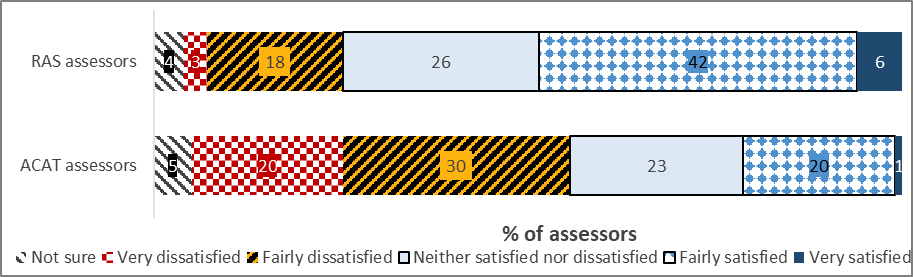 RAS assessors 4 3 18 26 42 6
ACAT assessors 5 20 30 23 20 1
% of assessors
Not sure Very dissatisfied Fairly dissatisfied Neither satisfied nor dissatisfied Fairly satisfied Very satisfied